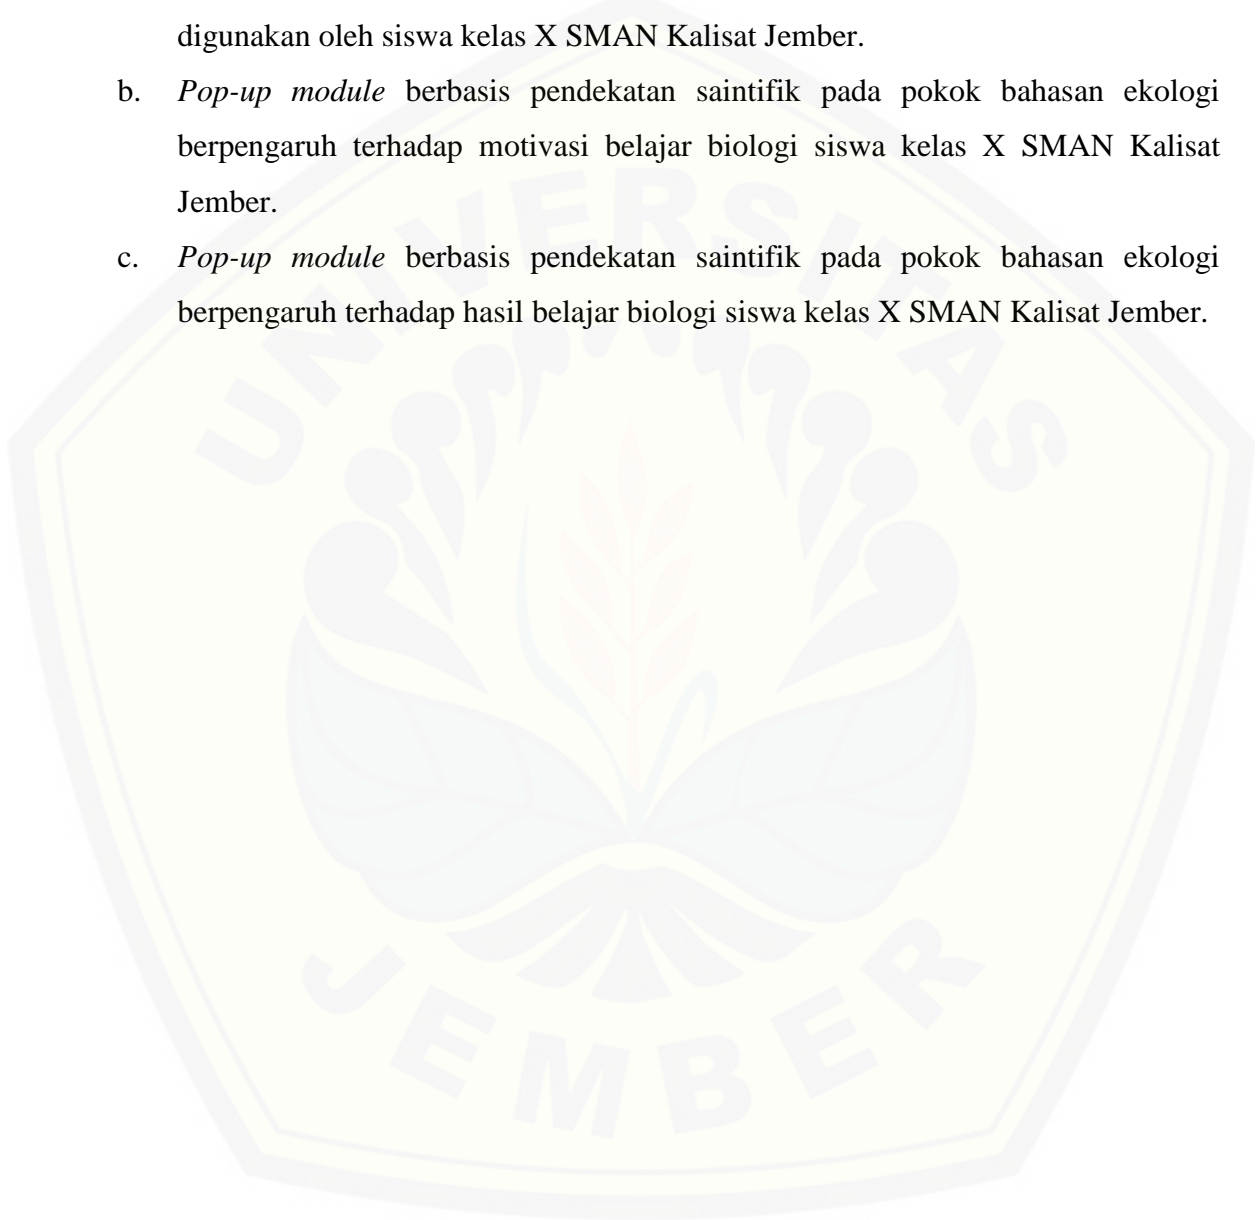 digunakan oleh siswa kelas X SMAN Kalisat Jember.
b. Pop-up module berbasis pendekatan saintifik pada pokok bahasan ekologi
berpengaruh terhadap motivasi belajar biologi siswa kelas X SMAN Kalisat
Jember.
c. Pop-up module berbasis pendekatan saintifik pada pokok bahasan ekologi
berpengaruh terhadap hasil belajar biologi siswa kelas X SMAN Kalisat Jember.
UNIVERSITAS
JEMBER